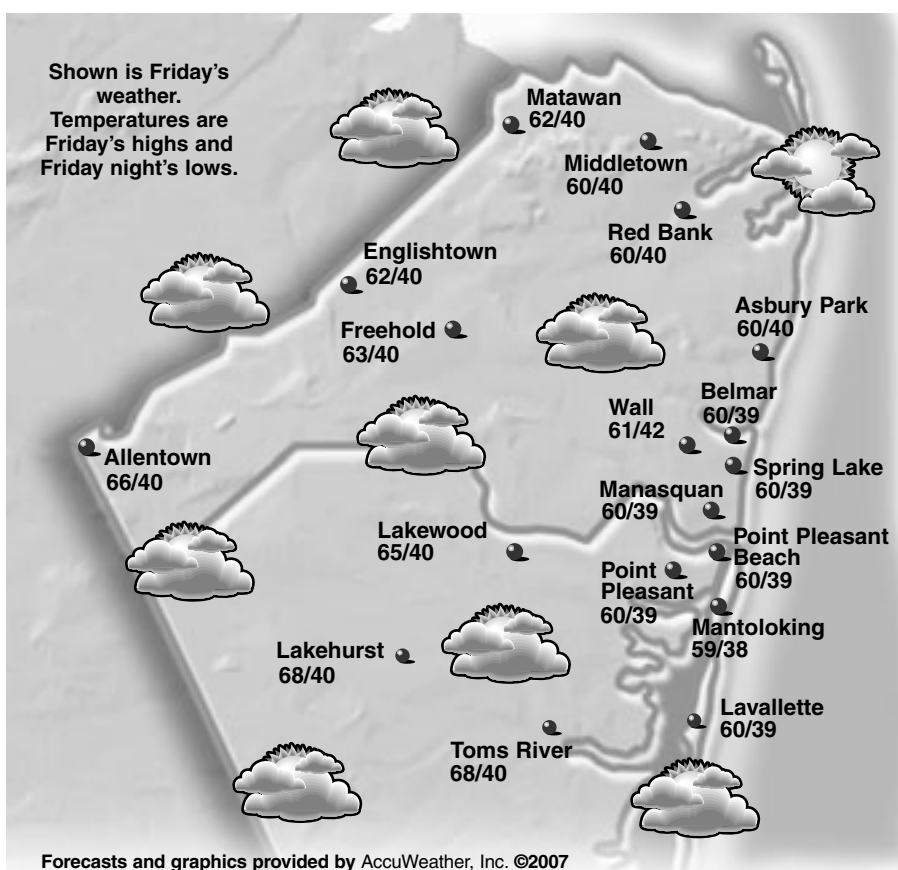 Shown is Friday's
weather.
Temperatures are
Friday's highs and
Friday night's lows.
Matawan
62/40
Middletown
60/40
Red Bank
60/40
Englishtown
62/40
Freehold
63/40
Asbury Park
60/40
Belmar
60/39
Wall
61/42
Allentown
66/40
Spring Lake
60/39
Manasquan
60/39
Lakewood
65/40
Point Pleasant
Beach
60/39
Point
Pleasant
60/39
Mantoloking
59/38
Lakehurst
68/40
Lavallette
60/39
Toms River
68/40
Forecasts and graphics provided by AccuWeather, Inc. ©2007